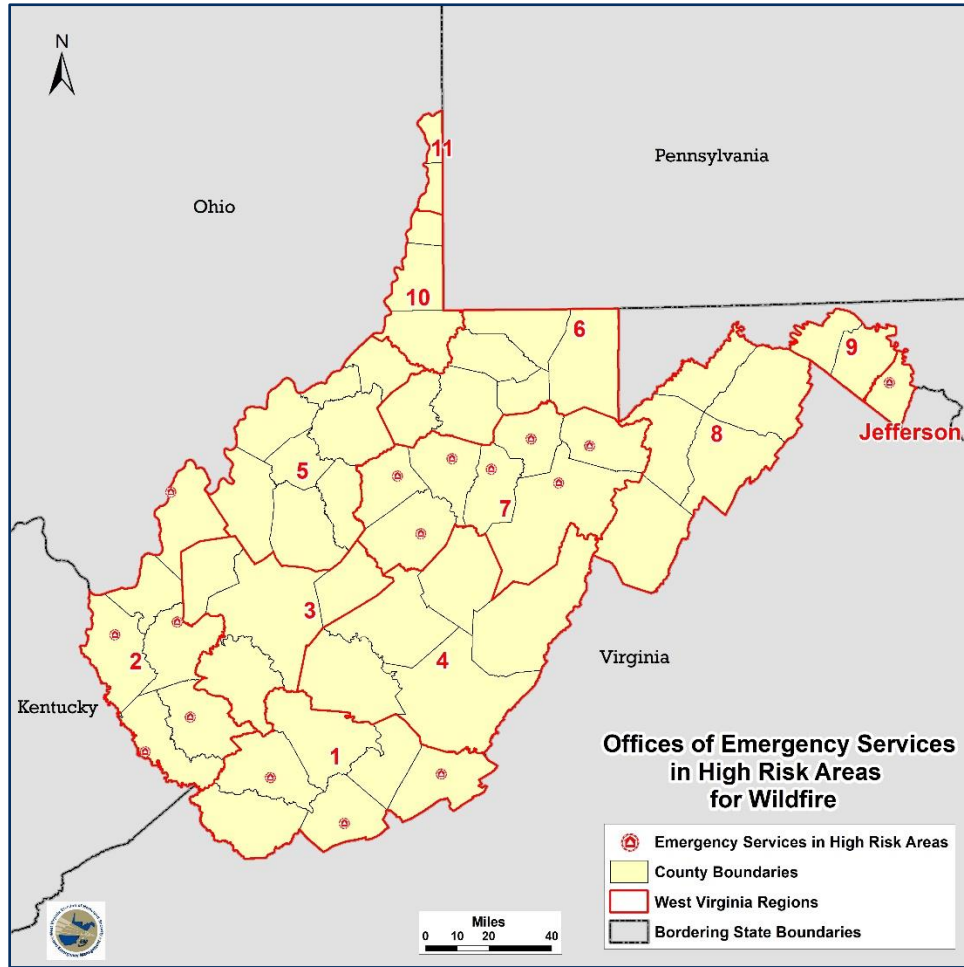 N
11
Pennsylvania
Ohio
10
6
9
Jefferson
8
5
7
3
Virginia
2
4
Kentucky
1
Offices of Emergency Services
in High Risk Areas
for Wildfire
Emergency Services in High Risk Areas
County Boundaries
West Virginia Regions
Bordering State Boundaries
Miles
0 10 20 40